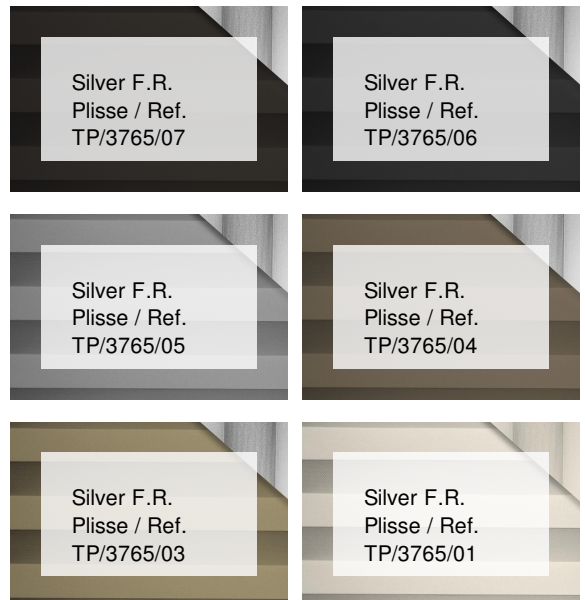 Silver F.R.
Plisse / Ref.
TP/3765/07
Silver F.R.
Plisse / Ref.
TP/3765/06
Silver F.R.
Plisse / Ref.
TP/3765/05
Silver F.R.
Plisse / Ref.
TP/3765/04
Silver F.R.
Plisse / Ref.
TP/3765/03
Silver F.R.
Plisse / Ref.
TP/3765/01